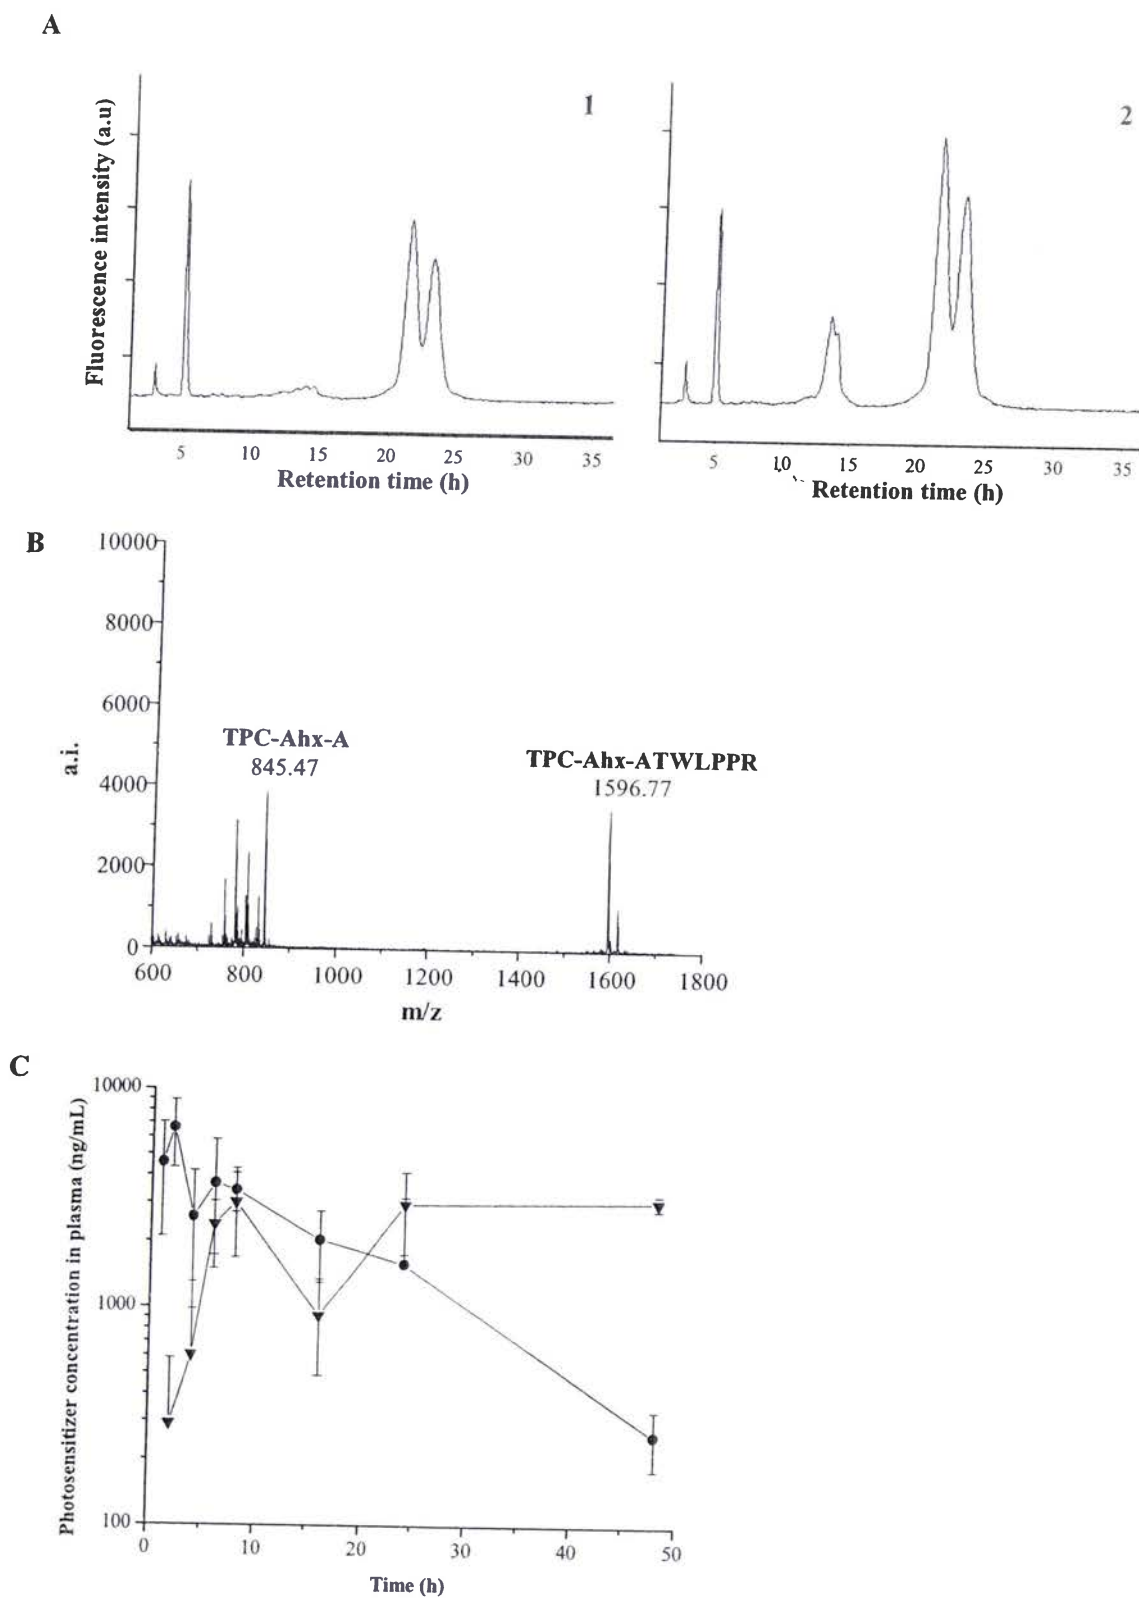 A
Fluorescence intensity (a.u)
1
5 10 15 20 25 30 35
Retention time (h)
2
5 10 15 20 25 30 35
Retention time (h)
B
a.i.
10000
8000
6000
4000
2000
0
TPC-Ahx-A
845.47
TPC-Ahx-ATWLPPR
1596.77
600 800 1000 1200 1400 1600 1800
m/z
C
Photosensitizer concentration in plasma (ng/mL)
10000
1000
100
0 10 20 30 40 50
Time (h)